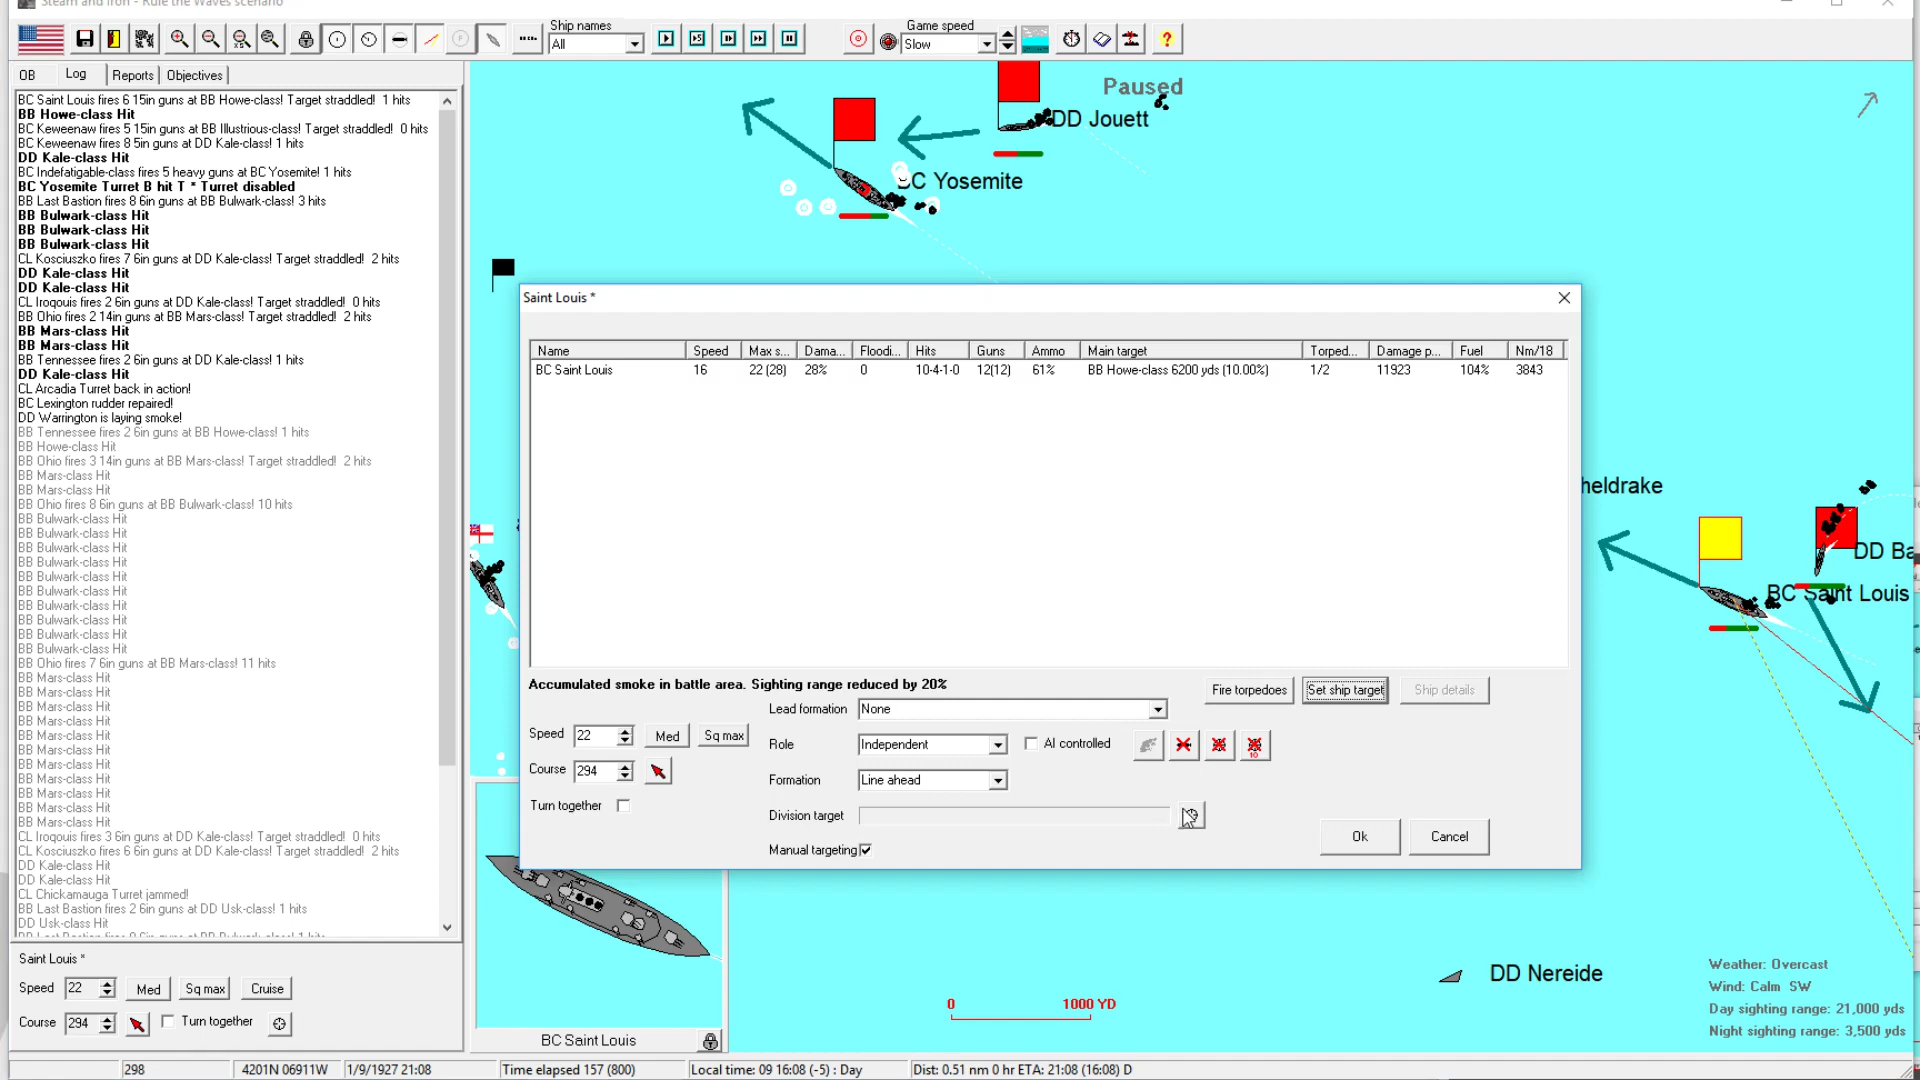 Steam and Iron - Rule the Waves scenario
Ship names
All
Game speed
Slow
OB
Log
Reports
Objectives
BC Saint Louis fires 6 15in guns at BB Howe-class! Target straddled! 1 hits
BB Howe-class Hit
BC Keweenaw fires 5 15in guns at BB Illustrious-class! Target straddled! 0 hits
BC Keweenaw fires 8 5in guns at DD Kale-class! 1 hits
DD Kale-class Hit
BC Indefatigable-class fires 5 heavy guns at BC Yosemite! 1 hits
BC Yosemite Turret B hit T * Turret disabled
BB Last Bastion fires 8 6in guns at BB Bulwark-class! 3 hits
BB Bulwark-class Hit
BB Bulwark-class Hit
BB Bulwark-class Hit
CL Kosciuszko fires 7 6in guns at DD Kale-class! Target straddled! 2 hits
DD Kale-class Hit
DD Kale-class Hit
CL Iroqouis fires 2 6in guns at DD Kale-class! Target straddled! 0 hits
BB Ohio fires 2 14in guns at BB Mars-class! Target straddled! 2 hits
BB Mars-class Hit
BB Mars-class Hit
BB Tennessee fires 2 6in guns at DD Kale-class! 1 hits
DD Kale-class Hit
CL Arcadia Turret back in action!
BC Lexington rudder repaired!
DD Warrington is laying smoke!
BB Tennessee fires 2 6in guns at BB Howe-class! 1 hits
BB Howe-class Hit
BB Ohio fires 3 14in guns at BB Mars-class! Target straddled! 2 hits
BB Mars-class Hit
BB Mars-class Hit
BB Ohio fires 8 6in guns at BB Bulwark-class! 10 hits
BB Bulwark-class Hit
BB Bulwark-class Hit
BB Bulwark-class Hit
BB Bulwark-class Hit
BB Bulwark-class Hit
BB Bulwark-class Hit
BB Bulwark-class Hit
BB Bulwark-class Hit
BB Bulwark-class Hit
BB Bulwark-class Hit
BB Ohio fires 7 6in guns at BB Mars-class! 11 hits
BB Mars-class Hit
BB Mars-class Hit
BB Mars-class Hit
BB Mars-class Hit
BB Mars-class Hit
BB Mars-class Hit
BB Mars-class Hit
BB Mars-class Hit
BB Mars-class Hit
BB Mars-class Hit
BB Mars-class Hit
CL Iroqouis fires 3 6in guns at DD Kale-class! Target straddled! 0 hits
CL Kosciuszko fires 6 6in guns at DD Kale-class! Target straddled! 2 hits
DD Kale-class Hit
DD Kale-class Hit
CL Chickamauga Turret jammed!
BB Last Bastion fires 2 6in guns at DD Usk-class! 1 hits
DD Usk-class Hit
Saint Louis *
Speed 22 Med Sq max Cruise
Course 294 Turn together
Paused
DD Jouett
BC Yosemite
heldrake
DD Ba
BC Saint Louis
DD Nereide
Saint Louis *
Name Speed Max s... Dama... Floodi... Hits Guns Ammo Main target Torped... Damage p... Fuel Nm/18
BC Saint Louis 16 22 (28) 28% 0 10-4-1-0 12(12) 61% BB Howe-class 6200 yds (10.00%) 1/2 11923 104% 3843
Accumulated smoke in battle area. Sighting range reduced by 20%
Fire torpedoes
Set ship target
Ship details
Lead formation None
Speed 22 Med Sq max
Role Independent
AI controlled
10
Course 294
Formation Line ahead
Turn together
Division target
Manual targeting
Ok
Cancel
0 1000 YD
BC Saint Louis
Weather: Overcast
Wind: Calm SW
Day sighting range: 21,000 yds
Night sighting range: 3,500 yds
298
4201N 06911W
1/9/1927 21:08
Time elapsed 157 (800)
Local time: 09 16:08 (-5) : Day
Dist: 0.51 nm 0 hr ETA: 21:08 (16:08) D